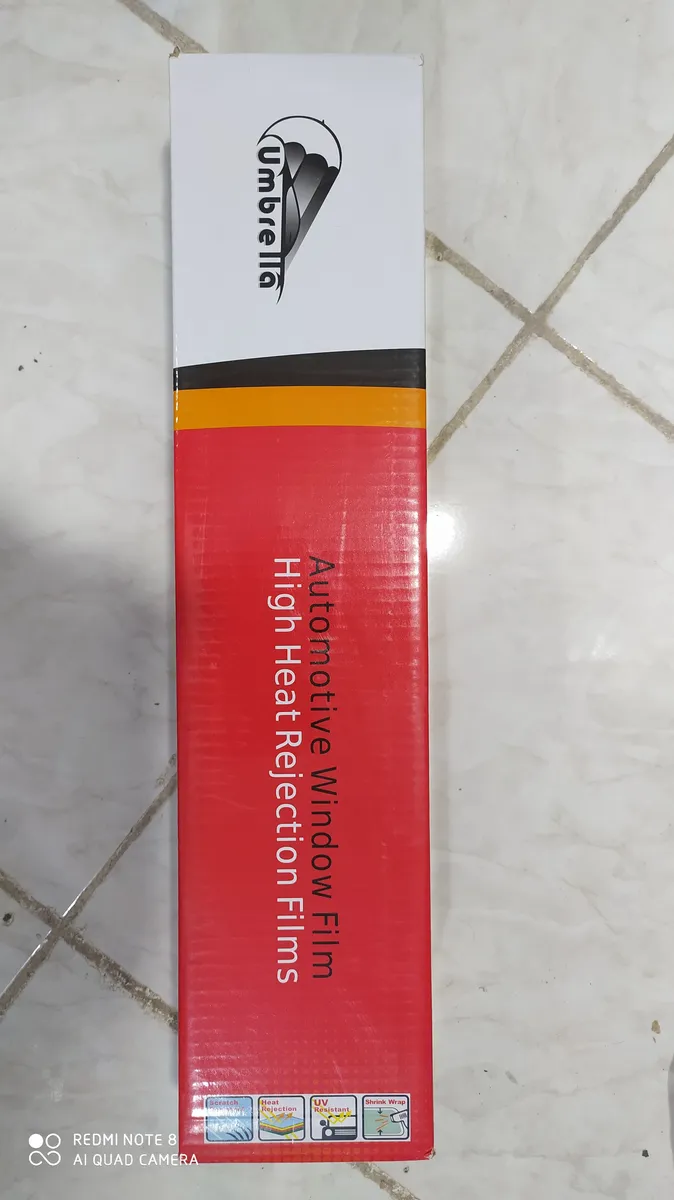 Umbrella
Automotive Window Film
High Heat Rejection Films
Scratch
Heat
Rejection
UV
Resistant
Shrink Wrap
REDMI NOTE 8
AI QUAD CAMERA